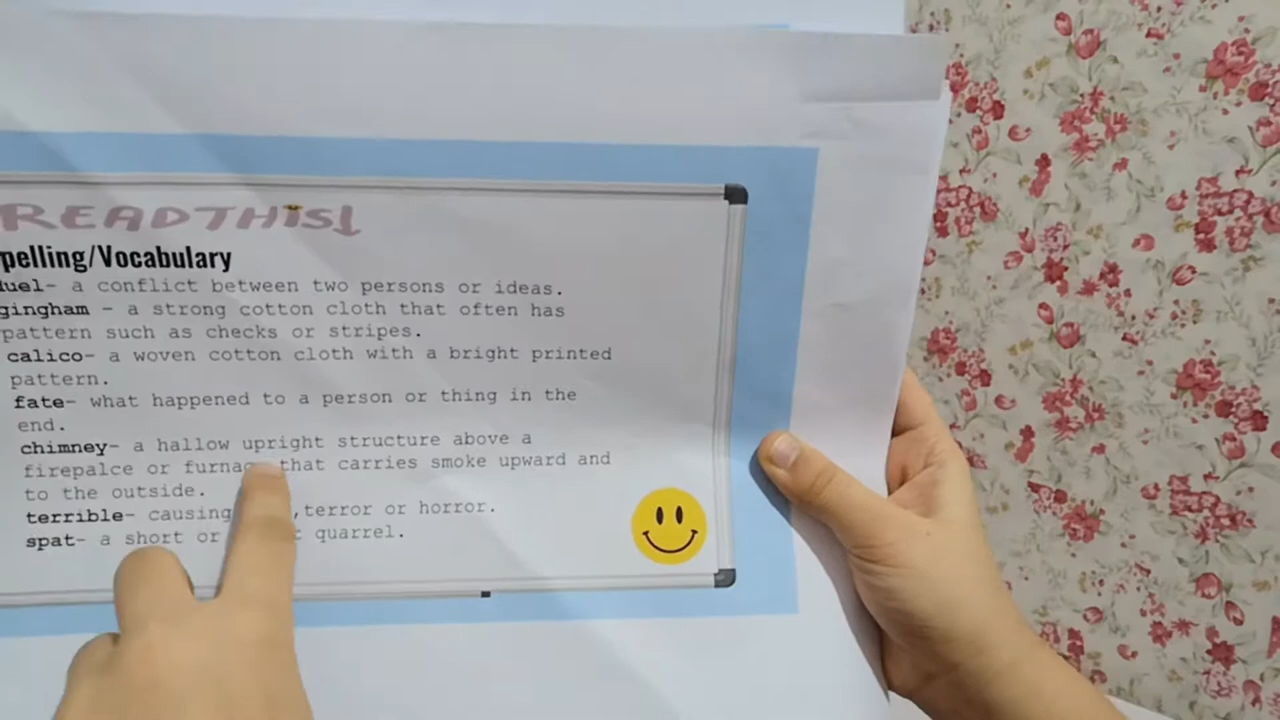 READ THIS!
pelling/Vocabulary
uel- a conflict between two persons or ideas.
gingham - a strong cotton cloth that often has
pattern such as checks or stripes.
calico- a woven cotton cloth with a bright printed
pattern.
fate- what happened to a person or thing in the
end.
chimney- a hallow upright structure above a
firepalce or furnac that carries smoke upward and
to the outside.
terrible- causing ,terror or horror.
spat- a short or quarrel.